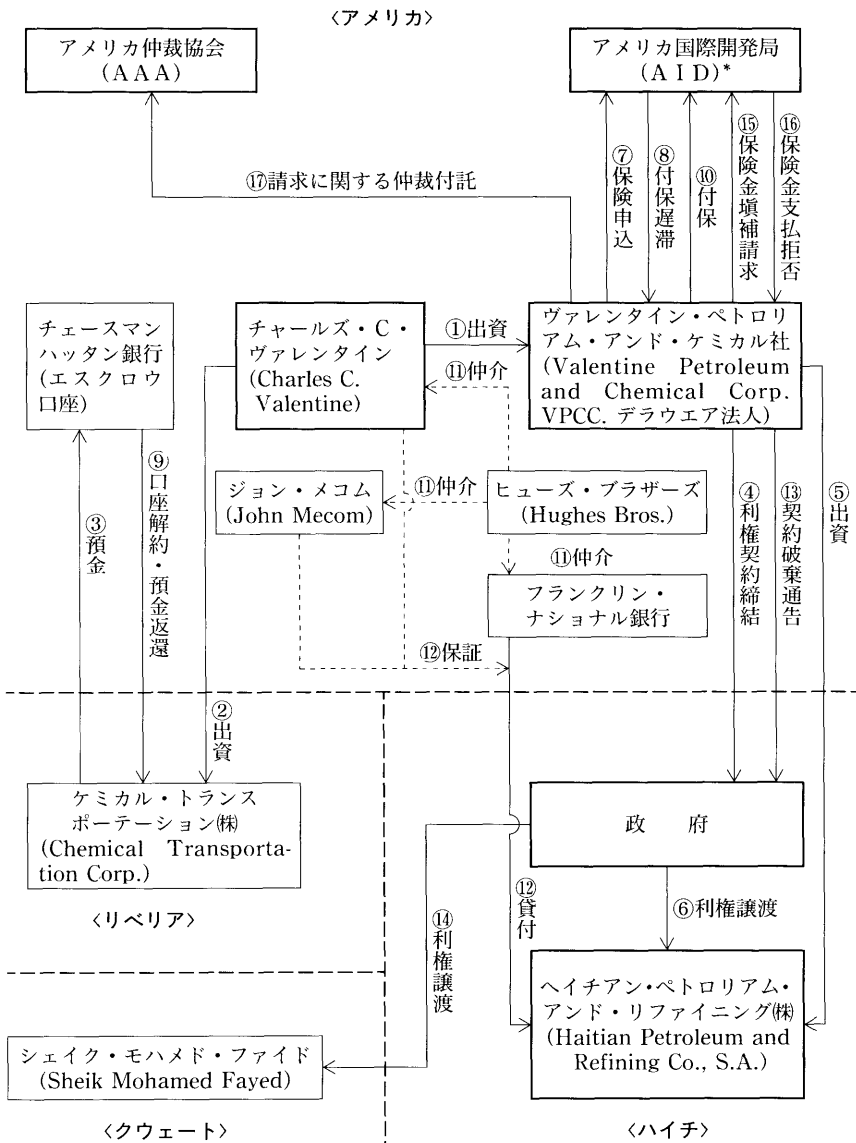 〈アメリカ〉
アメリカ仲裁協会
(AAA)
アメリカ国際開発局
(AID)*
⑰請求に関する仲裁付託
⑦保険申込
⑧付保遅滞
⑩付保
⑮保険金塡補請求
⑯保険金支払拒否
チェースマン
ハッタン銀行
(エスクロウ
口座)
チャールズ・C・
ヴァレンタイン
(Charles C.
Valentine)
①出資
⑪仲介
ヴァレンタイン・ペトロリ
アム・アンド・ケミカル社
(Valentine Petroleum
and Chemical Corp.
VPCC. デラウエア法人)
③預金
⑨口座解約・預金返還
ジョン・メコム
(John Mecom)
⑪仲介
ヒューズ・ブラザーズ
(Hughes Bros.)
④利権契約締結
⑬契約破棄通告
⑤出資
⑪仲介
フランクリン・
ナショナル銀行
⑫保証
②出資
ケミカル・トランス
ポーテーション㈱
(Chemical Transporta-
tion Corp.)
〈リベリア〉
政 府
⑭利権譲渡
⑫貸付
⑥利権譲渡
ヘイチアン・ペトロリアム・
アンド・リファイニング㈱
(Haitian Petroleum and
Refining Co., S.A.)
シェイク・モハメド・ファイド
(Sheik Mohamed Fayed)
〈クウェート〉
〈ハイチ〉